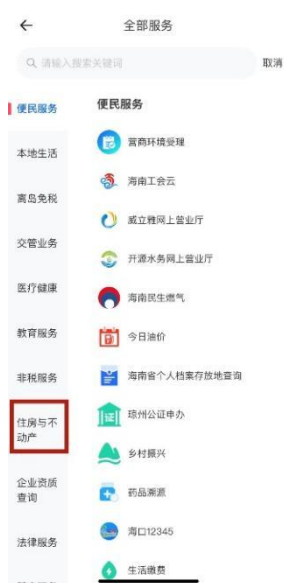 全部服务
请输入搜索关键词
取消
便民服务
本地生活
离岛免税
交管业务
医疗健康
教育服务
非税服务
住房与不
动产
企业资质
查询
法律服务
便民服务
营商环境受理
海南工会云
威立雅网上营业厅
开源水务网上营业厅
海南民生燃气
今日油价
海南省个人档案存放地查询
琼州公证申办
乡村振兴
药品溯源
海口12345
生活缴费